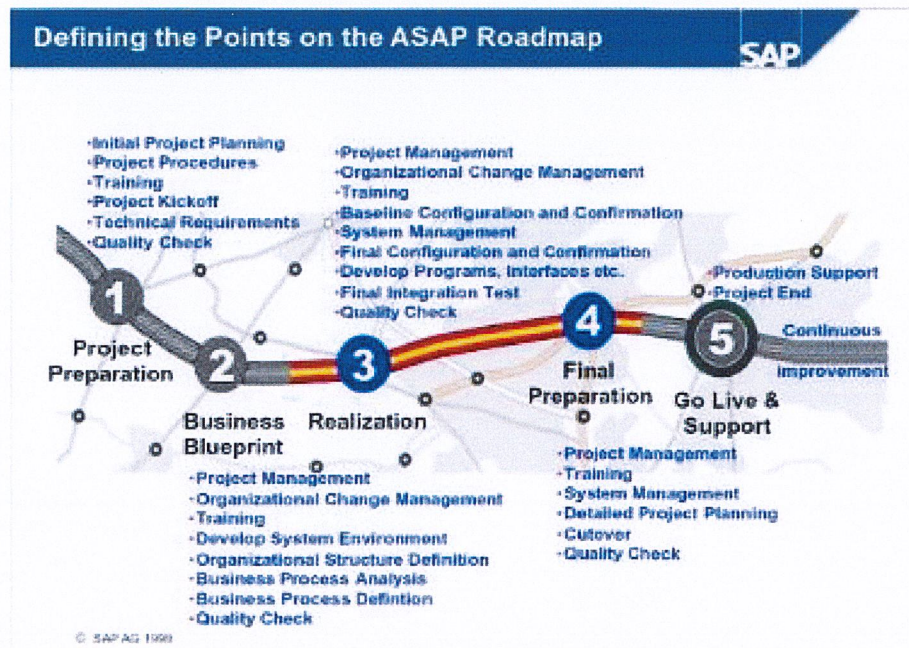 Defining the Points on the ASAP Roadmap
SAP
•Initial Project Planning
•Project Procedures
•Training
•Project Kickoff
•Technical Requirements
•Quality Check
•Project Management
•Organizational Change Management
•Training
•Baseline Configuration and Confirmation
•System Management
•Final Configuration and Confirmation
•Develop Programs, Interfaces etc.
•Final Integration Test
•Quality Check
•Production Support
•Project End
1
Project
Preparation
2
Business
Blueprint
3
Realization
4
Final
Preparation
5
Go Live &
Support
Continuous
improvement
•Project Management
•Organizational Change Management
•Training
•Develop System Environment
•Organizational Structure Definition
•Business Process Analysis
•Business Process Defintion
•Quality Check
•Project Management
•Training
•System Management
•Detailed Project Planning
•Cutover
•Quality Check
© SAP AG 1999